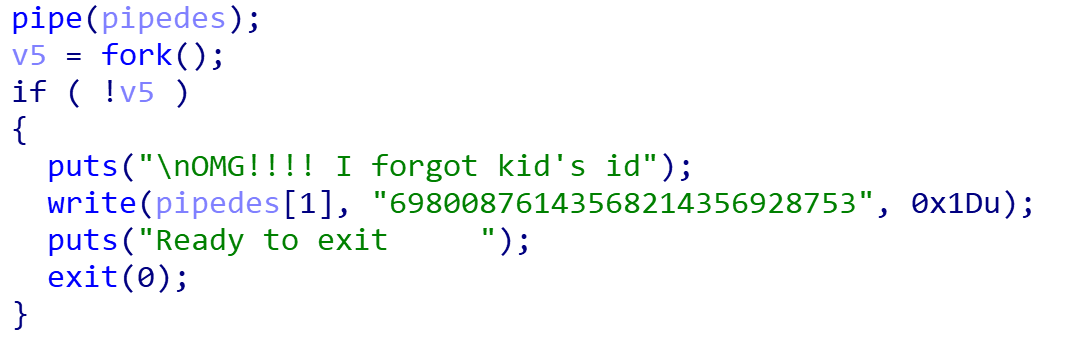 pipe(pipedes);
v5 = fork();
if ( !v5 )
{
  puts("\nOMG!!!! I forgot kid's id");
  write(pipedes[1], "69800876143568214356928753", 0x1Du);
  puts("Ready to exit     ");
  exit(0);
}